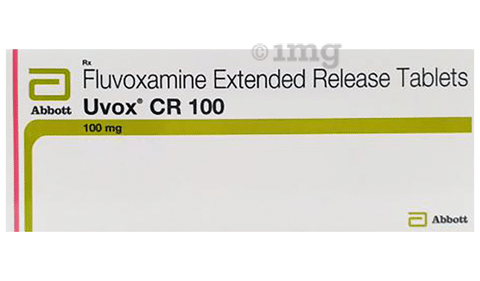 ©1mg
Rx
Fluvoxamine Extended Release Tablets
Abbott
Uvox® CR 100
100 mg
Abbott